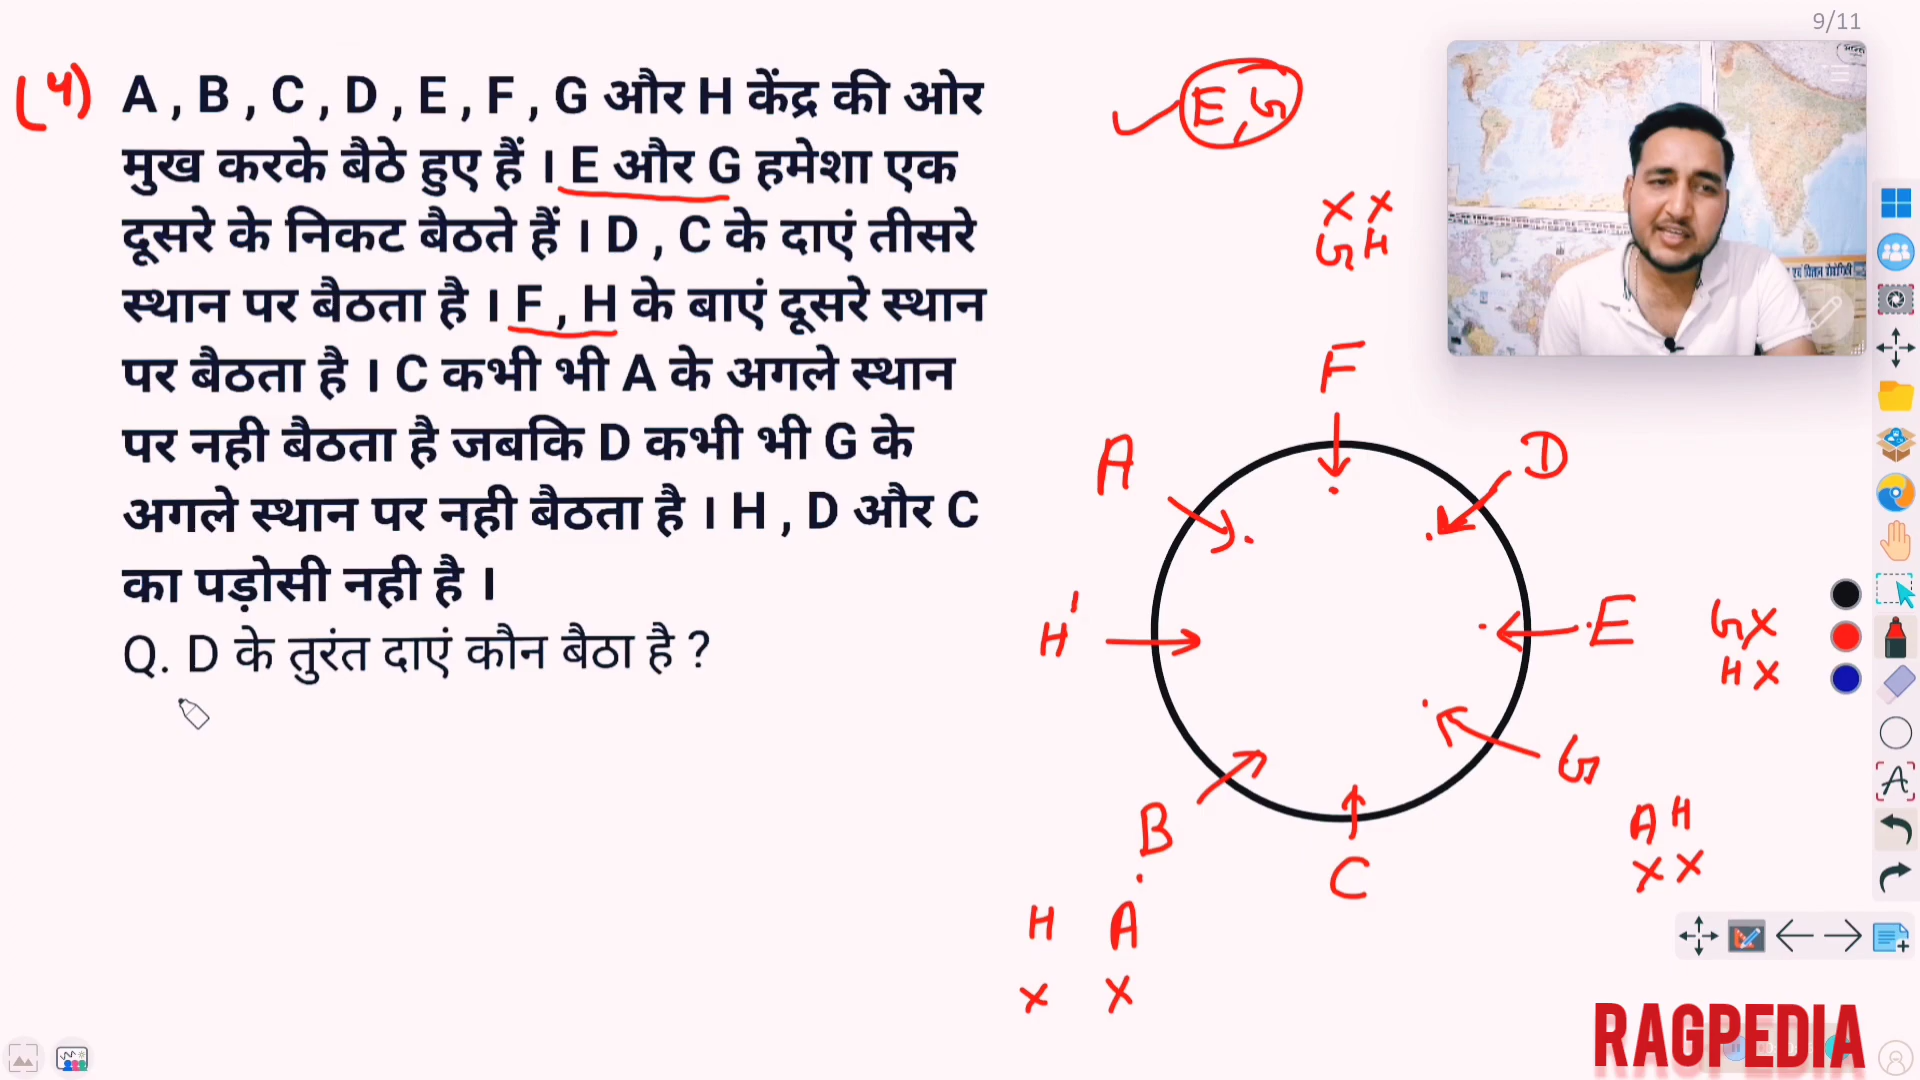 9/11
(4) A , B , C , D , E , F , G और H केंद्र की ओर
मुख करके बैठे हुए हैं । E और G हमेशा एक
दूसरे के निकट बैठते हैं । D , C के दाएं तीसरे
स्थान पर बैठता है । F , H के बाएं दूसरे स्थान
पर बैठता है । C कभी भी A के अगले स्थान
पर नही बैठता है जबकि D कभी भी G के
अगले स्थान पर नही बैठता है । H , D और C
का पड़ोसी नही है ।
Q. D के तुरंत दाएं कौन बैठा है ?
E, G
X X
G H
F
A
D
H
E
G X
H X
G
B
C
A H
X X
H A
X X
RAGPEDIA